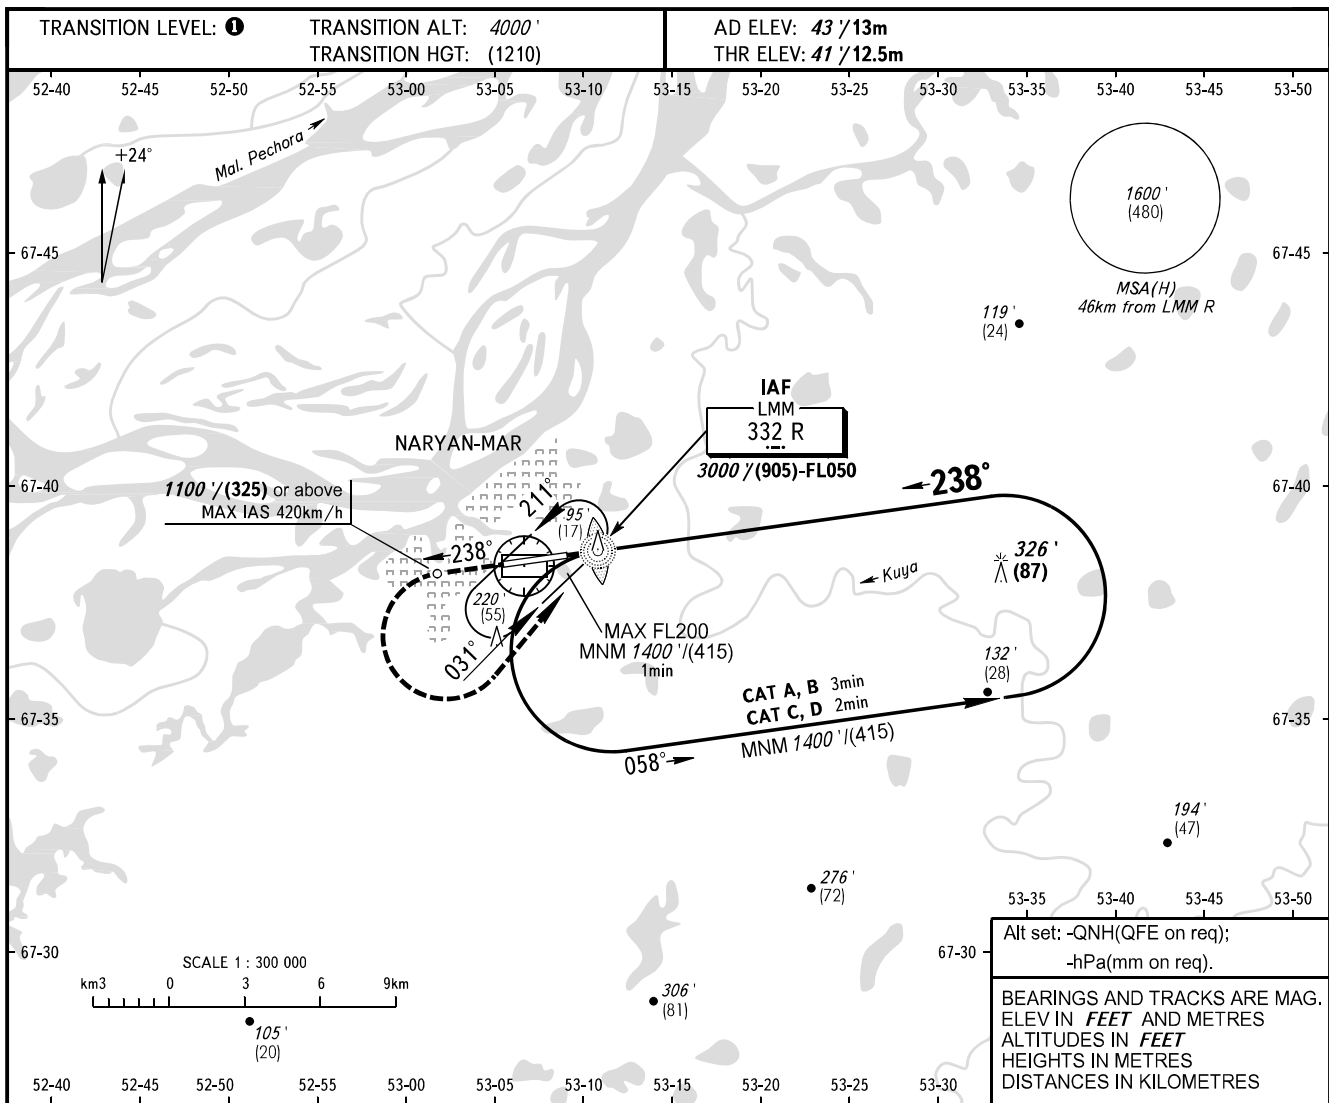 TRANSITION LEVEL: ❶ TRANSITION ALT: 4000 '
TRANSITION HGT: (1210)
AD ELEV: 43 '/13m
THR ELEV: 41 '/12.5m
52-40 52-45 52-50 52-55 53-00 53-05 53-10 53-15 53-20 53-25 53-30 53-35 53-40 53-45 53-50
+24°
Mal. Pechora
1600 '
(480)
67-45 67-45
MSA(H)
46km from LMM R
119 '
(24)
IAF
LMM
332 R
3000 '/(905)-FL050
NARYAN-MAR
67-40 67-40
1100 '/(325) or above
MAX IAS 420km/h
211°
95 '
(17)
238°
238°
326 '
(87)
Kuya
220 '
(55)
031°
MAX FL200
MNM 1400 '/(415)
1min
132 '
(28)
CAT A, B 3min
CAT C, D 2min
MNM 1400 '/(415)
058°
67-35 67-35
194 '
(47)
276 '
(72)
53-35 53-40 53-45 53-50
67-30 67-30
Alt set: -QNH(QFE on req);
-hPa(mm on req).
SCALE 1 : 300 000
km3 0 3 6 9km
306 '
(81)
105 '
(20)
BEARINGS AND TRACKS ARE MAG.
ELEV IN FEET AND METRES
ALTITUDES IN FEET
HEIGHTS IN METRES
DISTANCES IN KILOMETRES
52-40 52-45 52-50 52-55 53-00 53-05 53-10 53-15 53-20 53-25 53-30